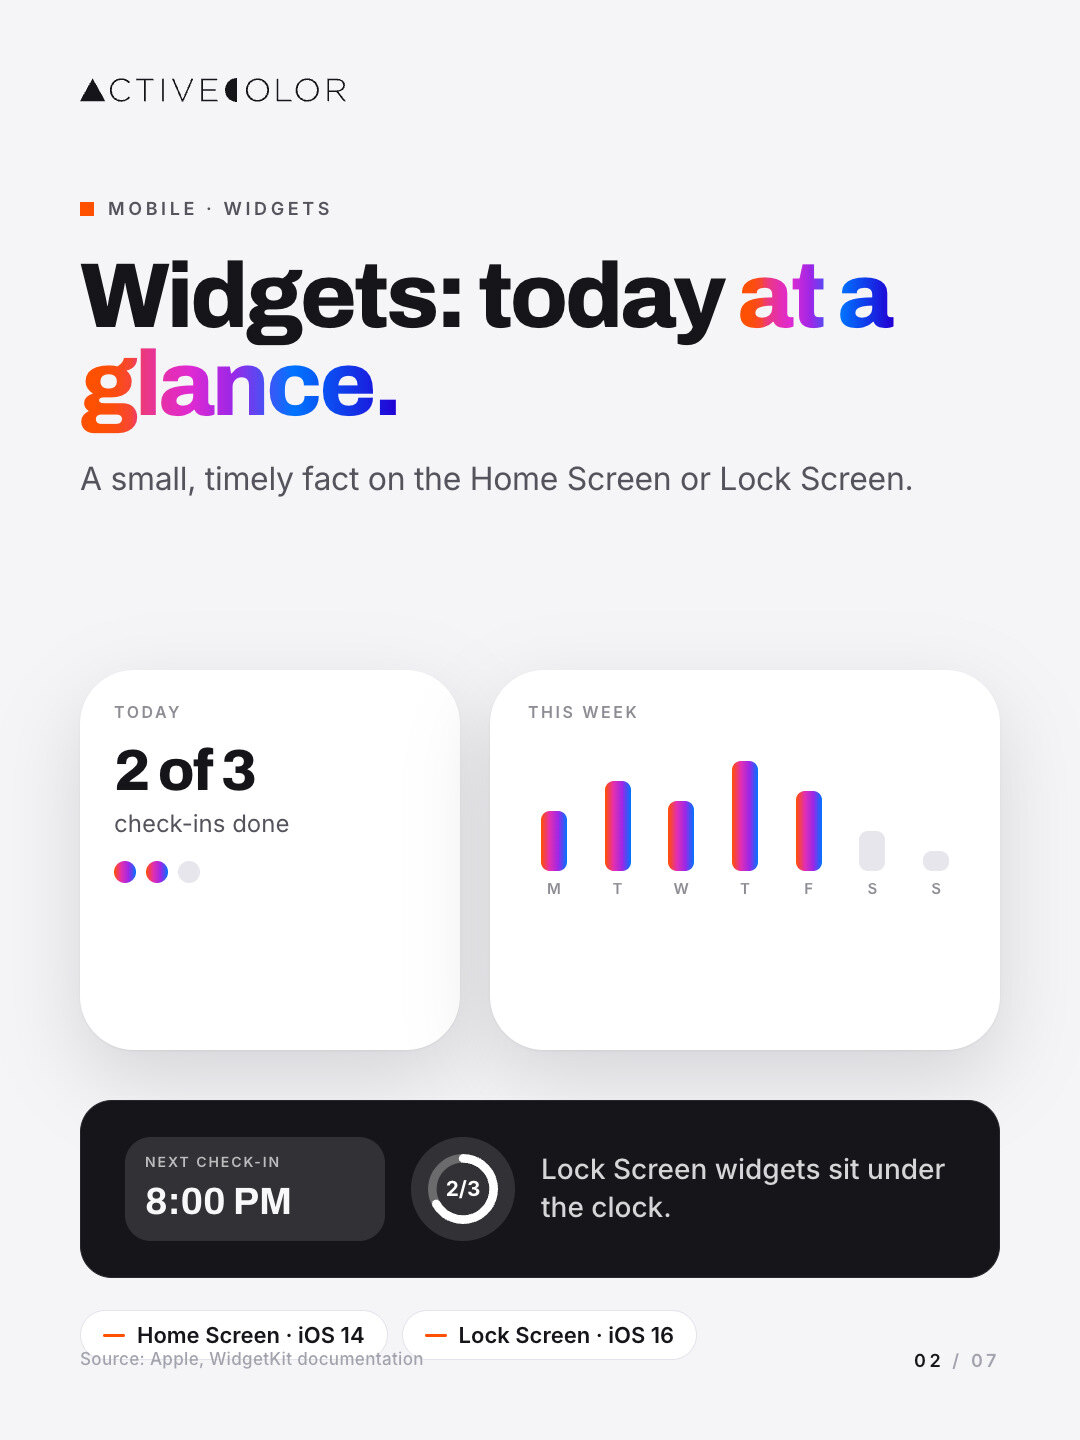 ACTIVECOLOR
MOBILE · WIDGETS
Widgets: today at a
glance.
A small, timely fact on the Home Screen or Lock Screen.
TODAY
2 of 3
check-ins done
THIS WEEK
M T W T F S S
NEXT CHECK-IN
8:00 PM
2/3
Lock Screen widgets sit under
the clock.
Home Screen · iOS 14
Lock Screen · iOS 16
Source: Apple, WidgetKit documentation
02 / 07